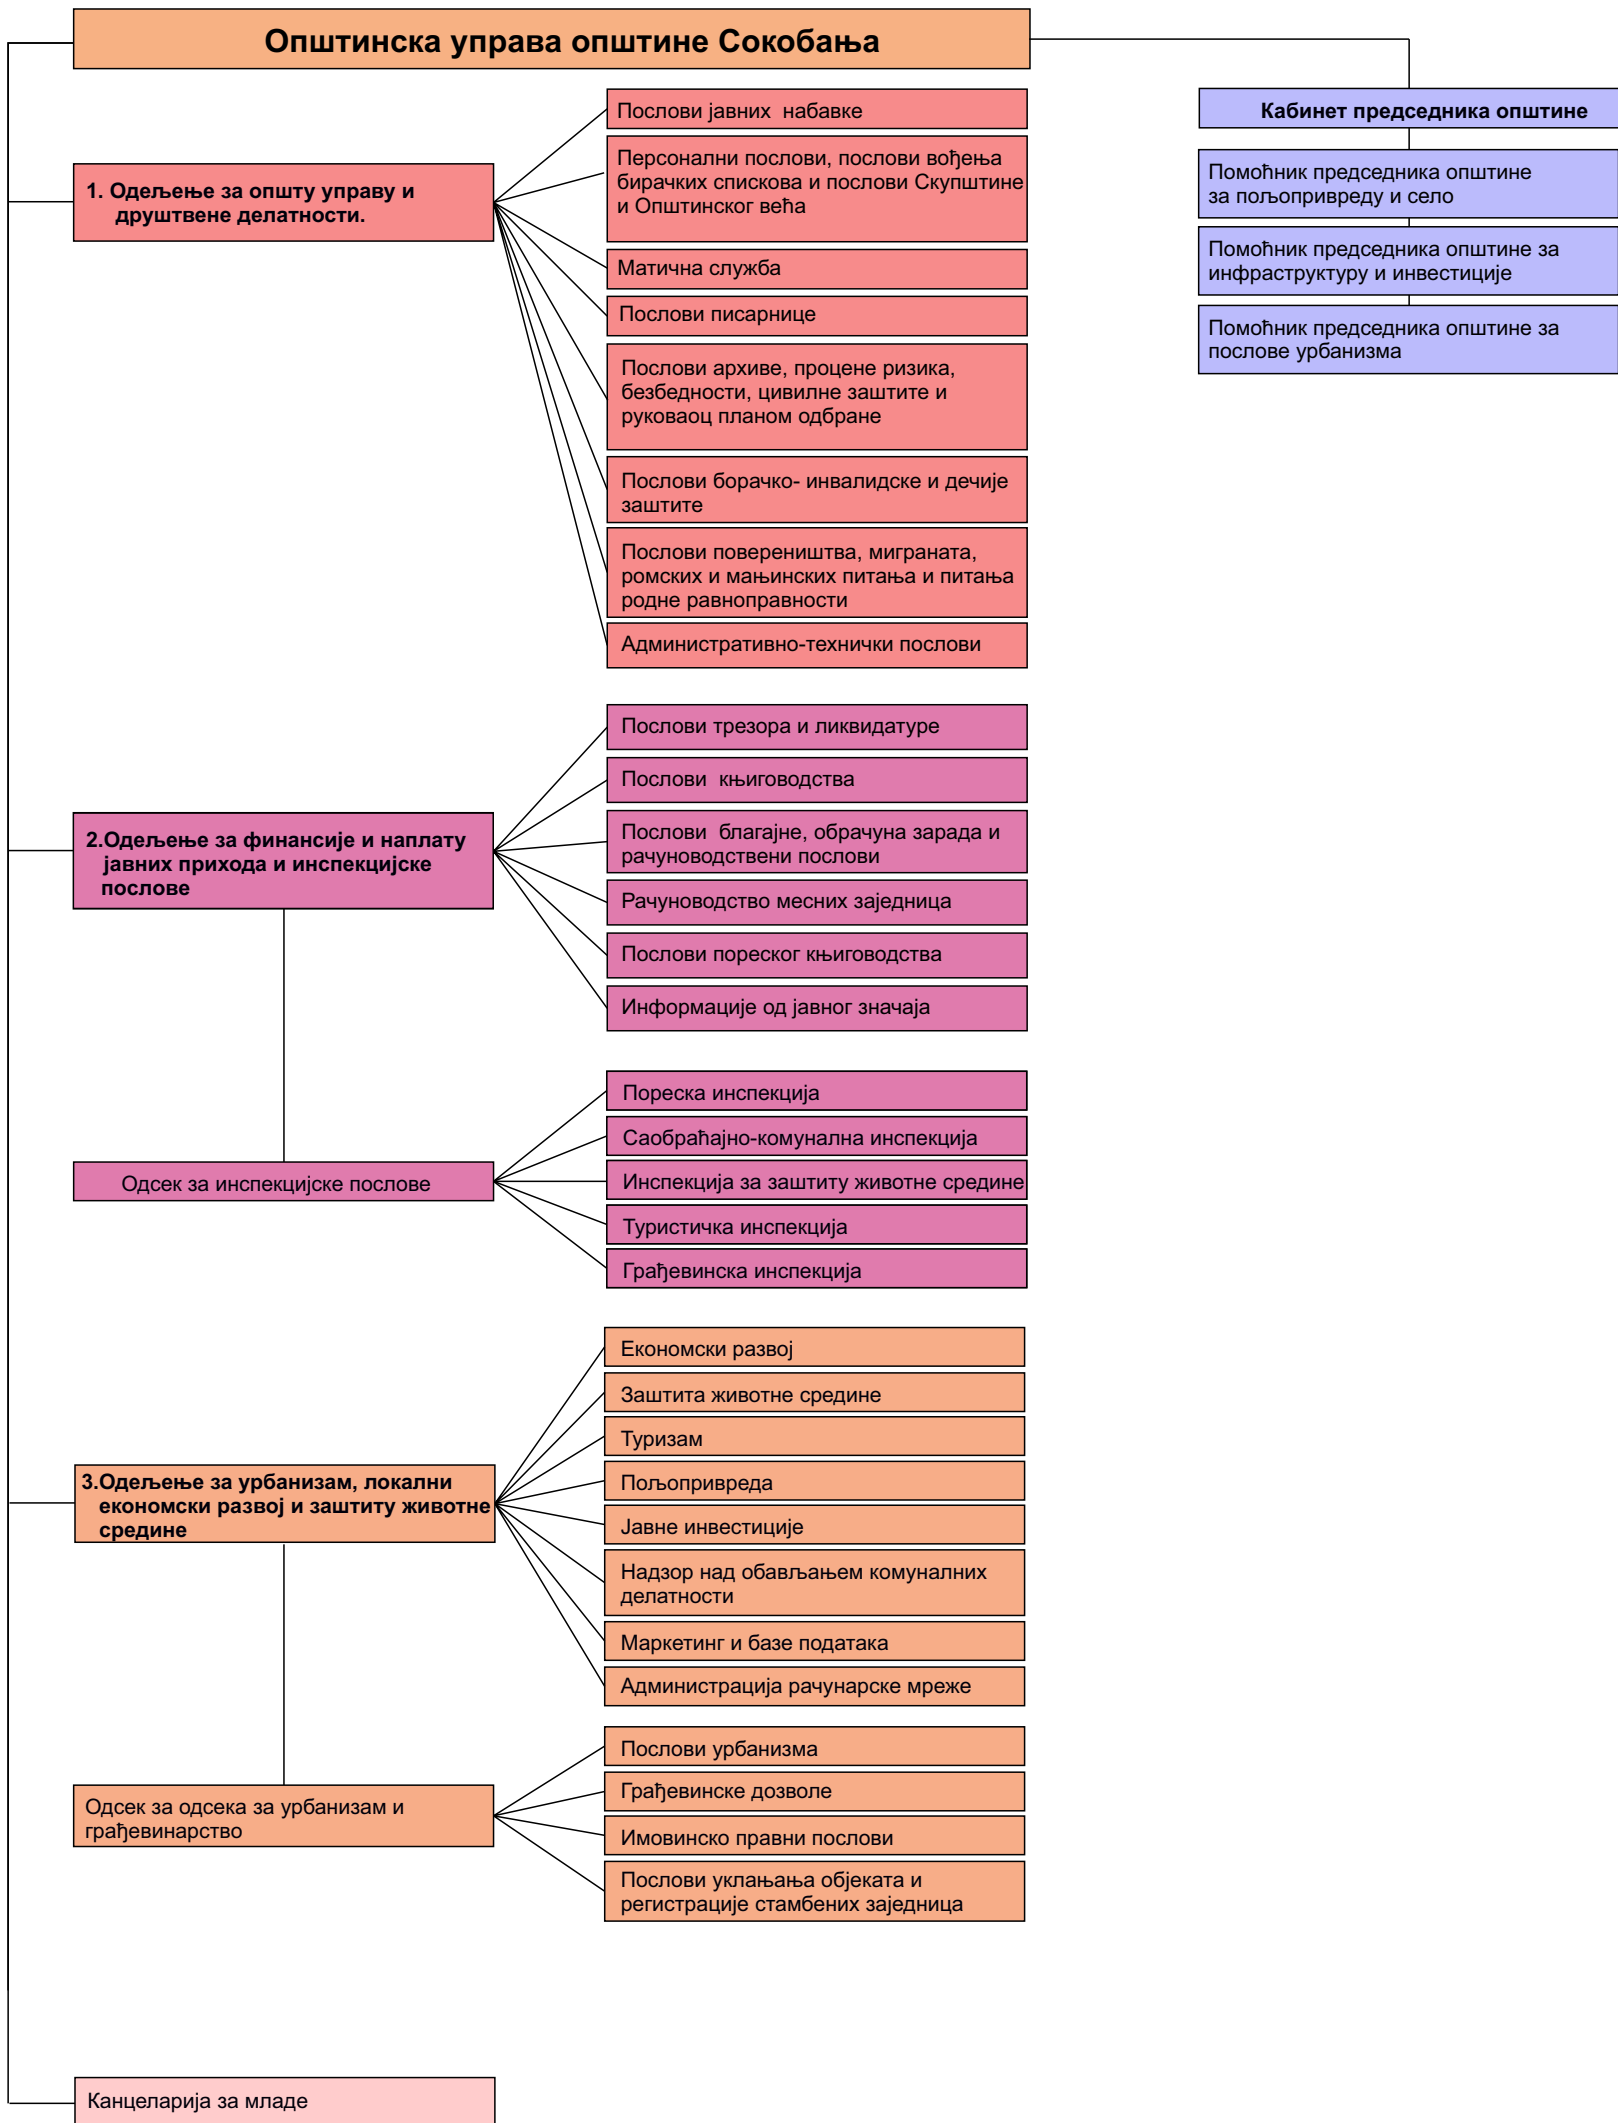 Општинска управа општине Сокобања
Кабинет председника општине
Помоћник председника општине
за пољопривреду и село
Помоћник председника општине за
инфраструктуру и инвестиције
Помоћник председника општине за
послове урбанизма
1. Одељење за општу управу и
друштвене делатности.
Послови јавних  набавке
Персонални послови, послови вођења
бирачких спискова и послови Скупштине
и Општинског већа
Матична служба
Послови писарнице
Послови архиве, процене ризика,
безбедности, цивилне заштите и
руковаоц планом одбране
Послови борачко- инвалидске и дечије
заштите
Послови повереништва, миграната,
ромских и мањинских питања и питања
родне равноправности
Административно-технички послови
2.Одељење за финансије и наплату
јавних прихода и инспекцијске
послове
Послови трезора и ликвидатуре
Послови  књиговодства
Послови  благајне, обрачуна зарада и
рачуноводствени послови
Рачуноводство месних заједница
Послови пореског књиговодства
Информације од јавног значаја
Одсек за инспекцијске послове
Пореска инспекција
Саобраћајно-комунална инспекција
Инспекција за заштиту животне средине
Туристичка инспекција
Грађевинска инспекција
3.Одељење за урбанизам, локални
економски развој и заштиту животне
средине
Економски развој
Заштита животне средине
Туризам
Пољопривреда
Јавне инвестиције
Надзор над обављањем комуналних
делатности
Маркетинг и базе података
Администрација рачунарске мреже
Одсек за одсека за урбанизам и
грађевинарство
Послови урбанизма
Грађевинске дозволе
Имовинско правни послови
Послови уклањања објеката и
регистрације стамбених заједница
Канцеларија за младе